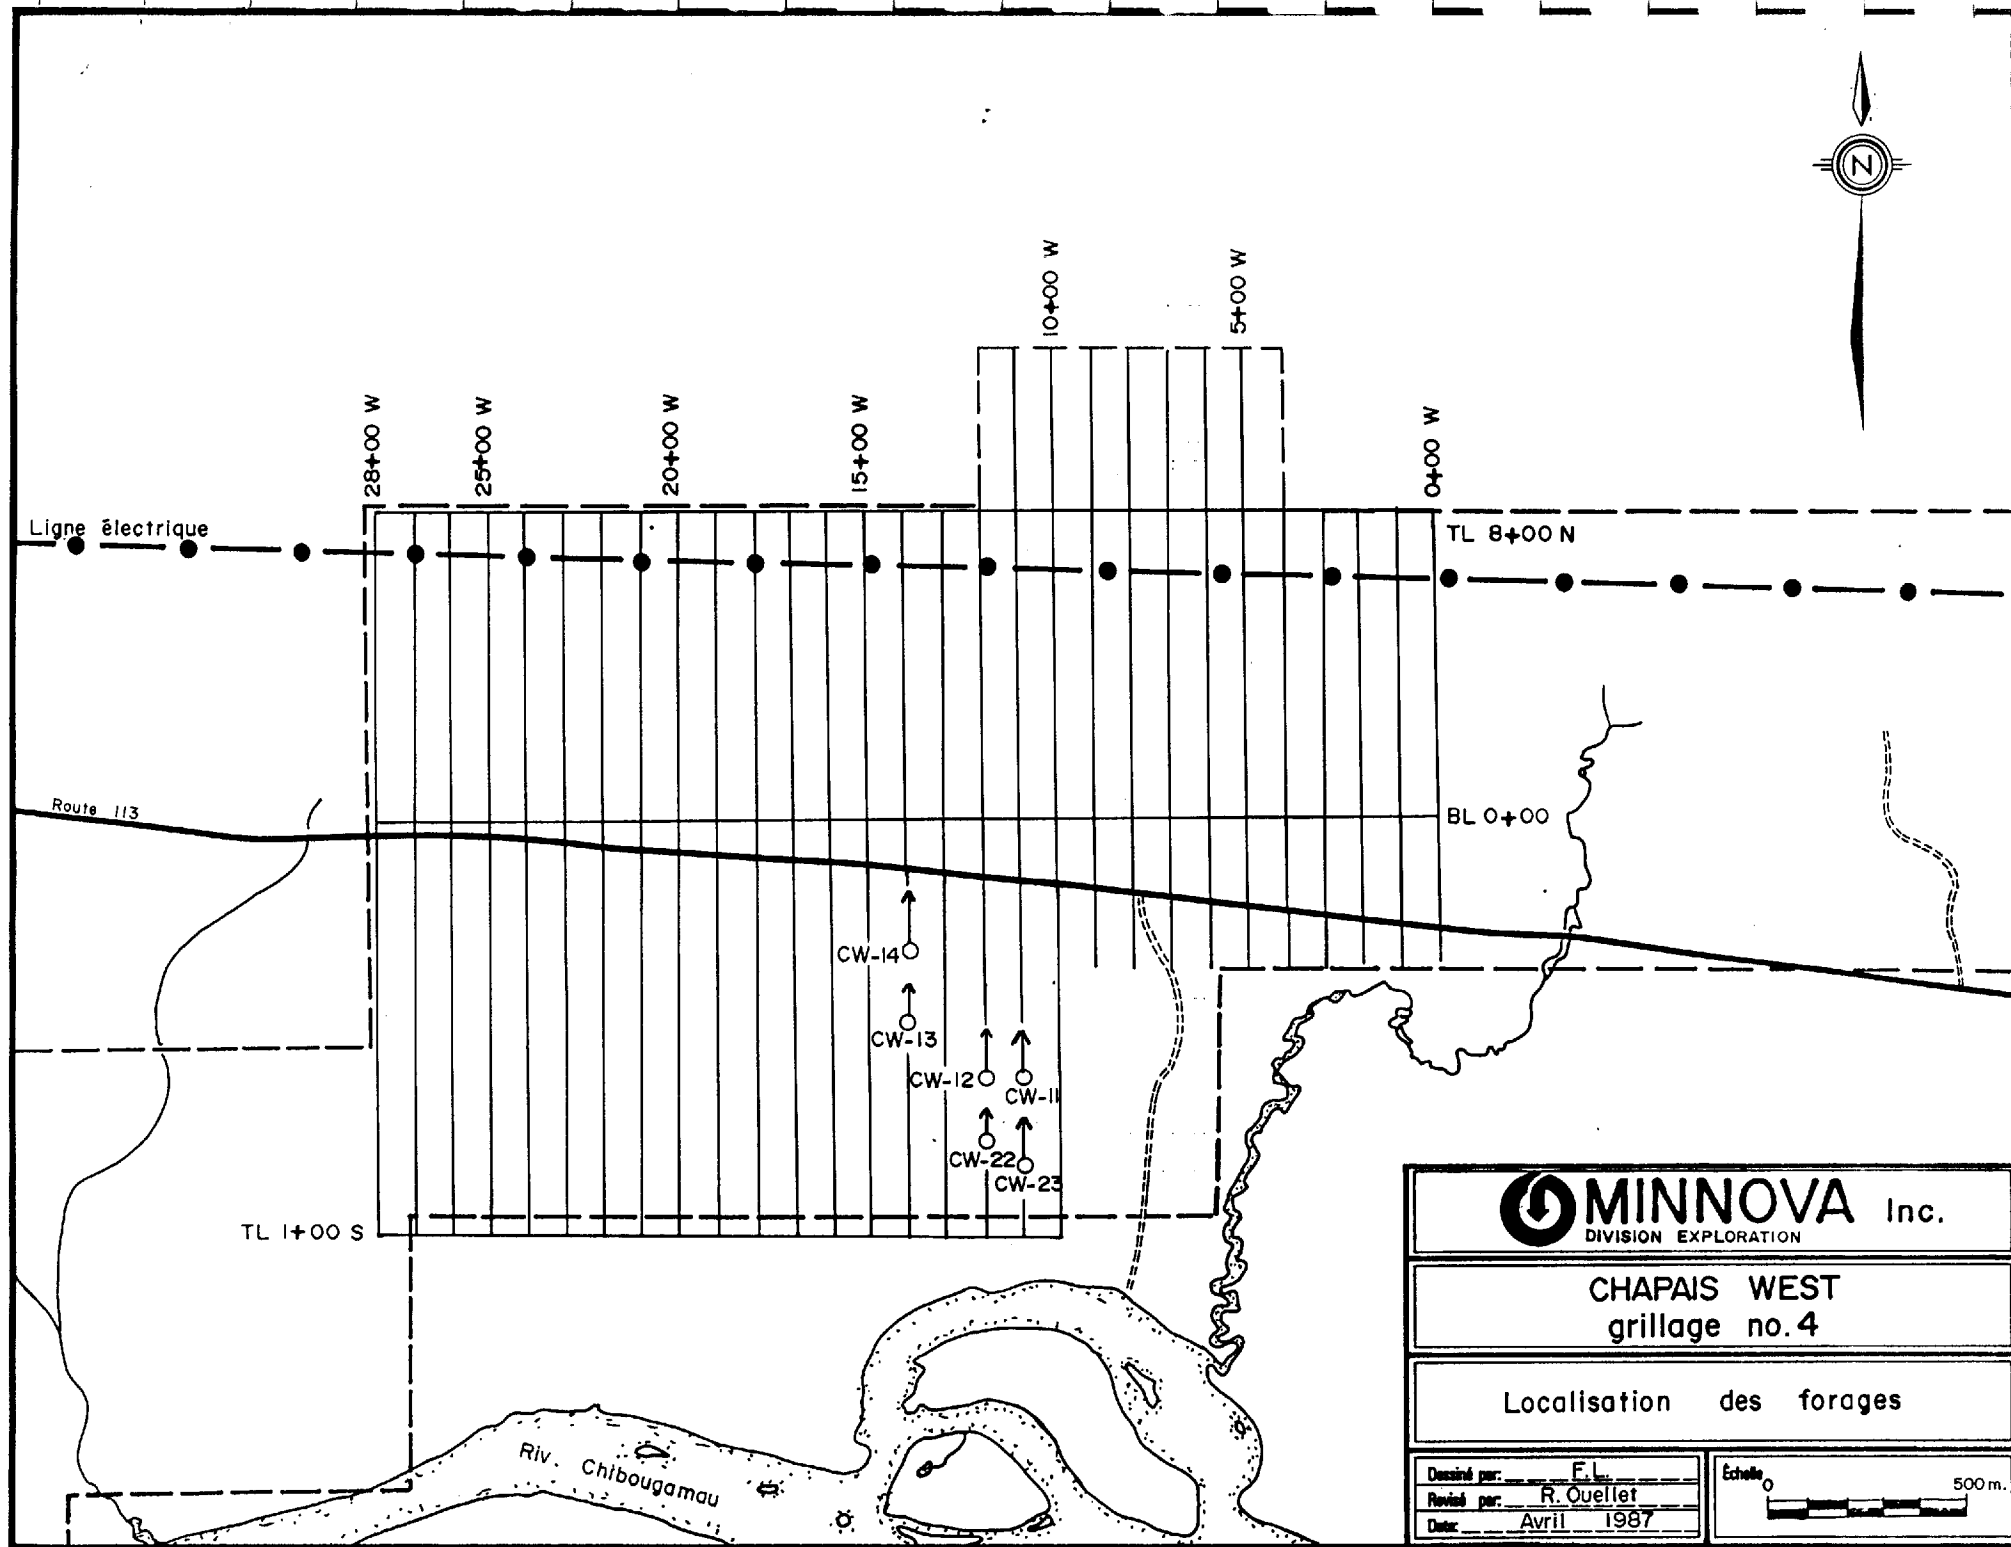 N
10+00 W
5+00 W
28+00 W
25+00 W
20+00 W
15+00 W
0+00 W
Ligne électrique
TL 8+00 N
Route 113
BL 0+00
CW-14
CW-13
CW-12
CW-11
CW-22
CW-23
TL 1+00 S
Riv. Chibougamau
MINNOVA Inc.
DIVISION EXPLORATION
CHAPAIS WEST
grillage no. 4
Localisation des forages
Dessiné par: F.L.
Revisé par: R. Ouellet
Date: Avril 1987
Échelle
0 500 m.